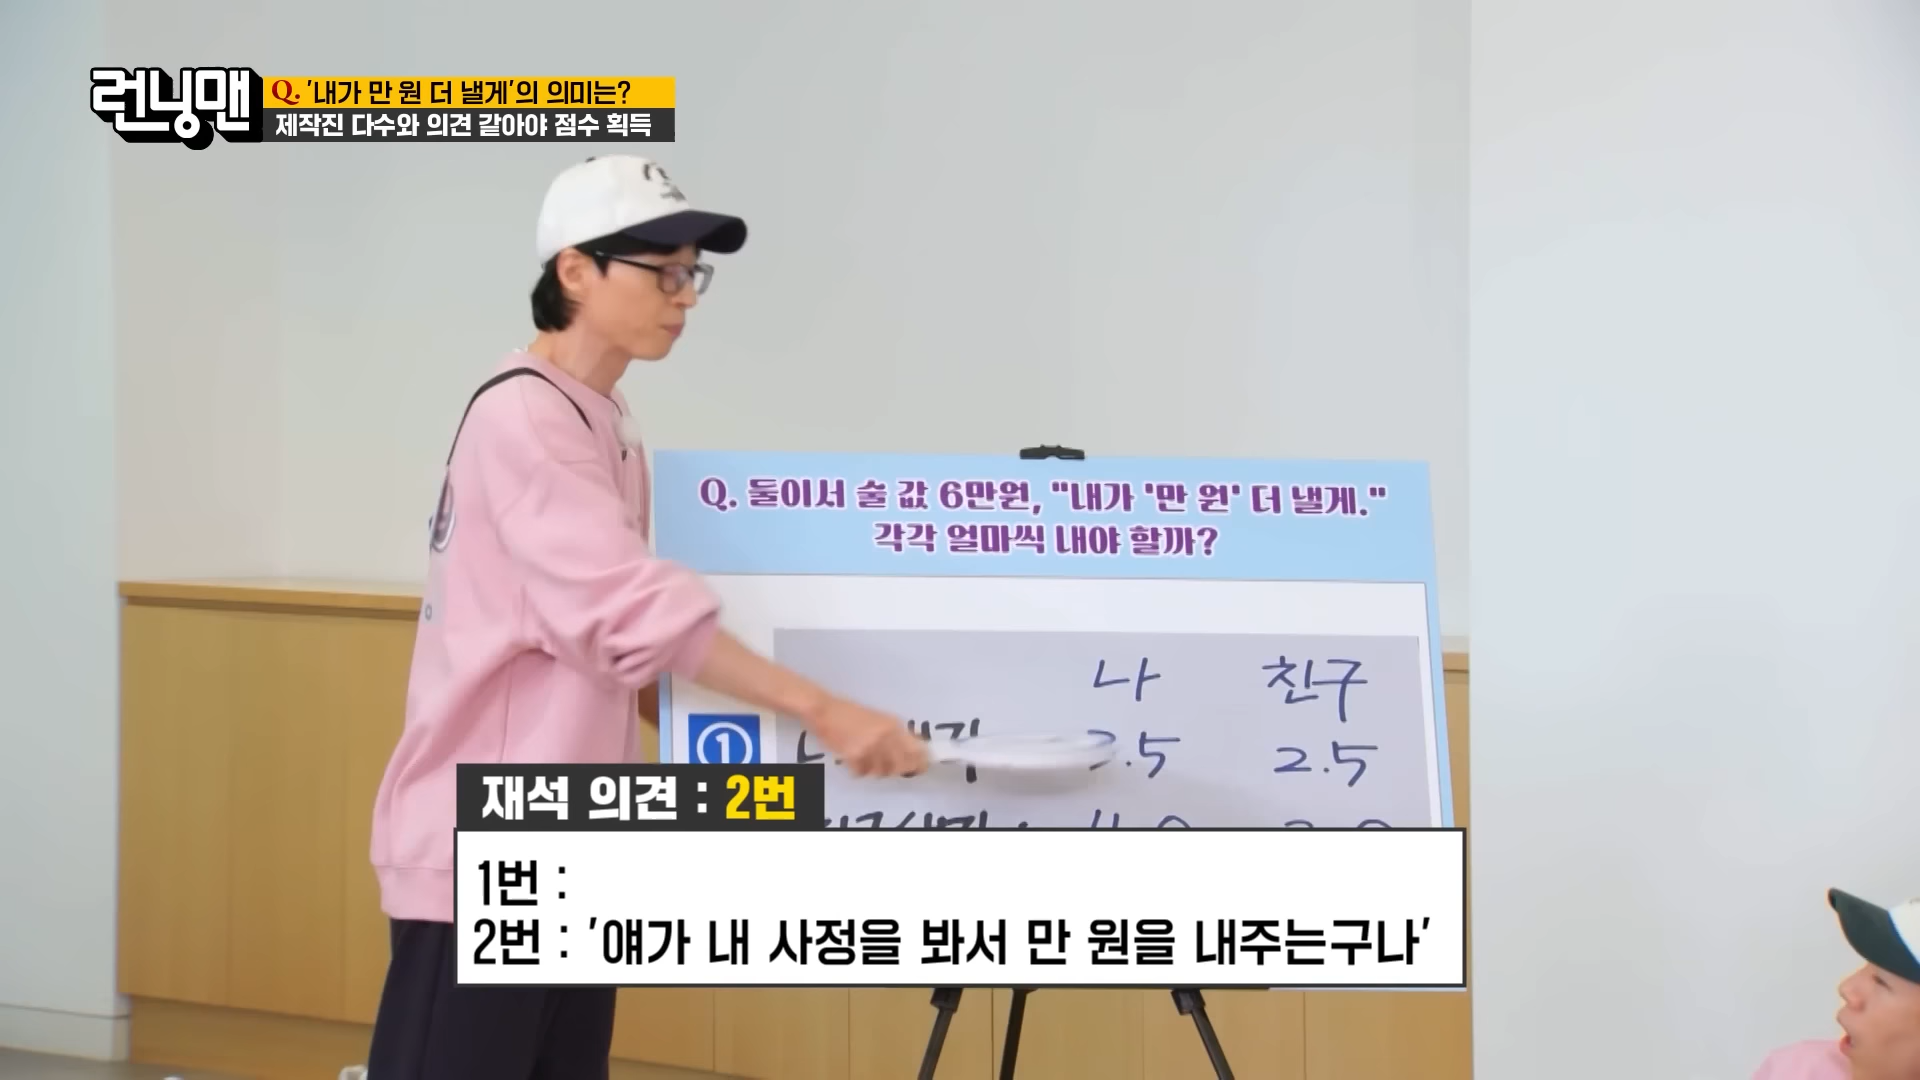 런닝맨
Q. '내가 만 원 더 낼게'의 의미는?
제작진 다수와 의견 같아야 점수 획득
Q. 둘이서 술 값 6만원, "내가 '만 원' 더 낼게."
각각 얼마씩 내야 할까?
나 친구
① .5 2.5
재석 의견 : 2번
1번 :
2번 : '얘가 내 사정을 봐서 만 원을 내주는구나'